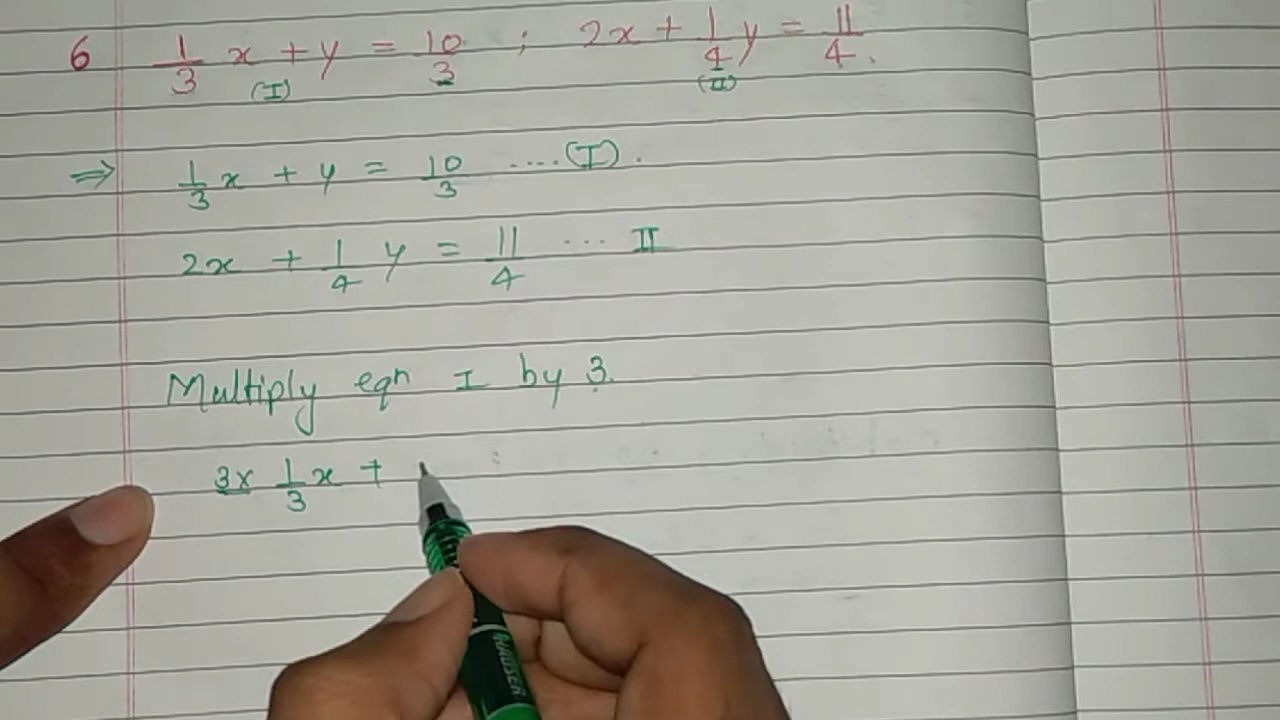 6 1/3 x + y = 10/3 ; 2x + 1/4 y = 11/4.
(I) (II)
⇒ 1/3 x + y = 10/3 ....(I).
2x + 1/4 y = 11/4 ... II
Multiply eqn I by 3.
3x 1/3 x +
HAUSER